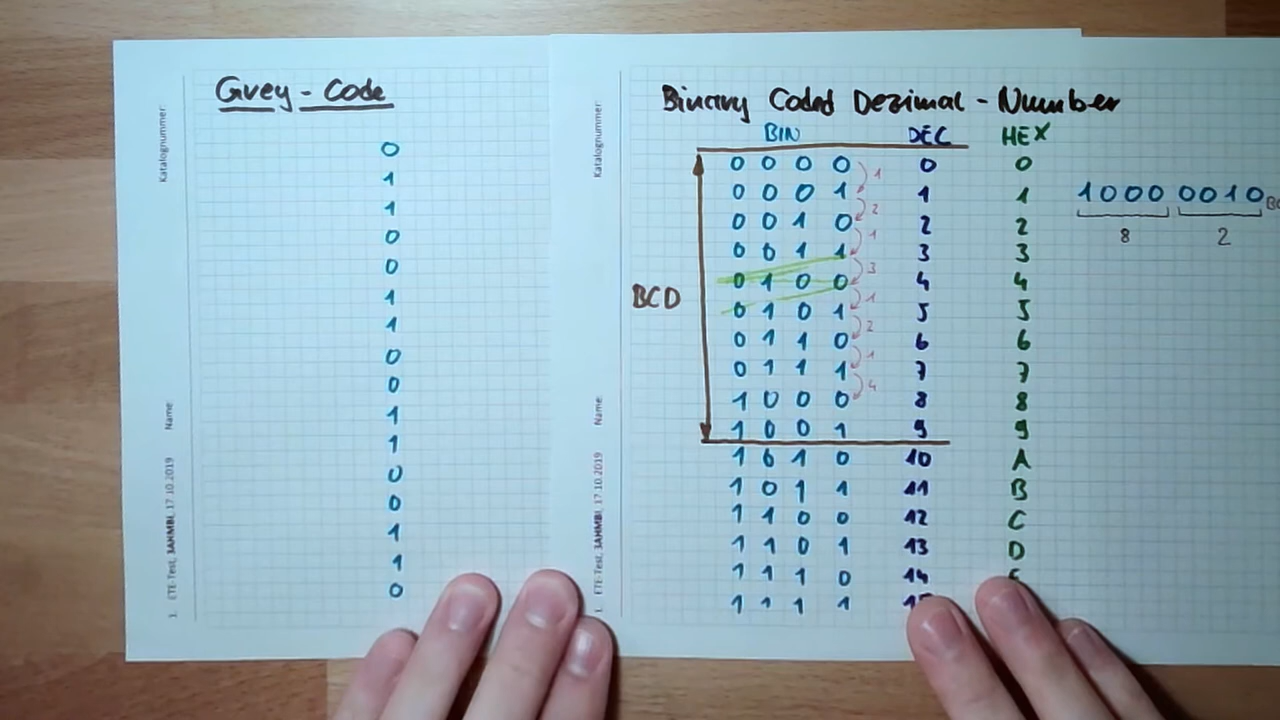 Grey - Code
0
1
1
0
0
1
1
0
0
1
1
0
0
1
1
0
Katalognummer:
Name:
1. ETE-Test, 3AHMBI, 17.10.2019
Binary Coded Dezimal - Number
BIN DEC HEX
0 0 0 0 0 0
0 0 0 1 1 1
0 0 1 0 2 2
0 0 1 1 3 3
0 1 0 0 4 4
0 1 0 1 5 5
0 1 1 0 6 6
0 1 1 1 7 7
1 0 0 0 8 8
1 0 0 1 9 9
1 0 1 0 10 A
1 0 1 1 11 B
1 1 0 0 12 C
1 1 0 1 13 D
1 1 1 0 14
1 1 1 1
1
2
1
3
1
2
1
4
BCD
1000 0010
8 2
Katalognummer:
Name:
1. ETE-Test, 3AHMBI, 17.10.2019